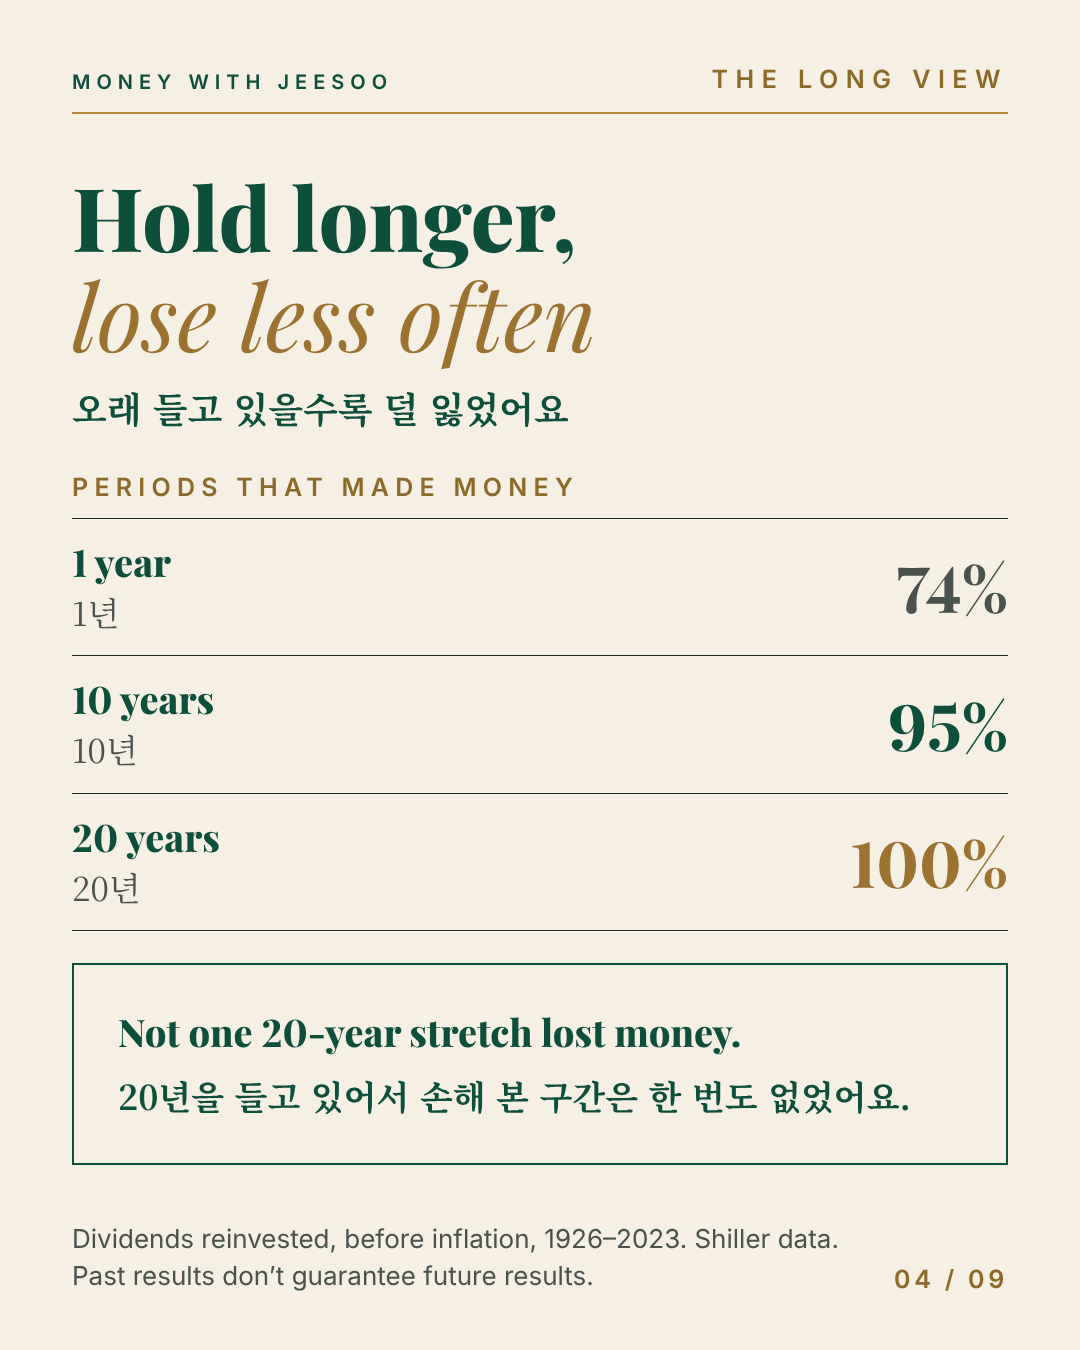 MONEY WITH JEESOO
THE LONG VIEW
Hold longer,
lose less often
오래 들고 있을수록 덜 잃었어요
PERIODS THAT MADE MONEY
1 year
1년
74%
10 years
10년
95%
20 years
20년
100%
Not one 20-year stretch lost money.
20년을 들고 있어서 손해 본 구간은 한 번도 없었어요.
Dividends reinvested, before inflation, 1926–2023. Shiller data.
Past results don’t guarantee future results.
04 / 09